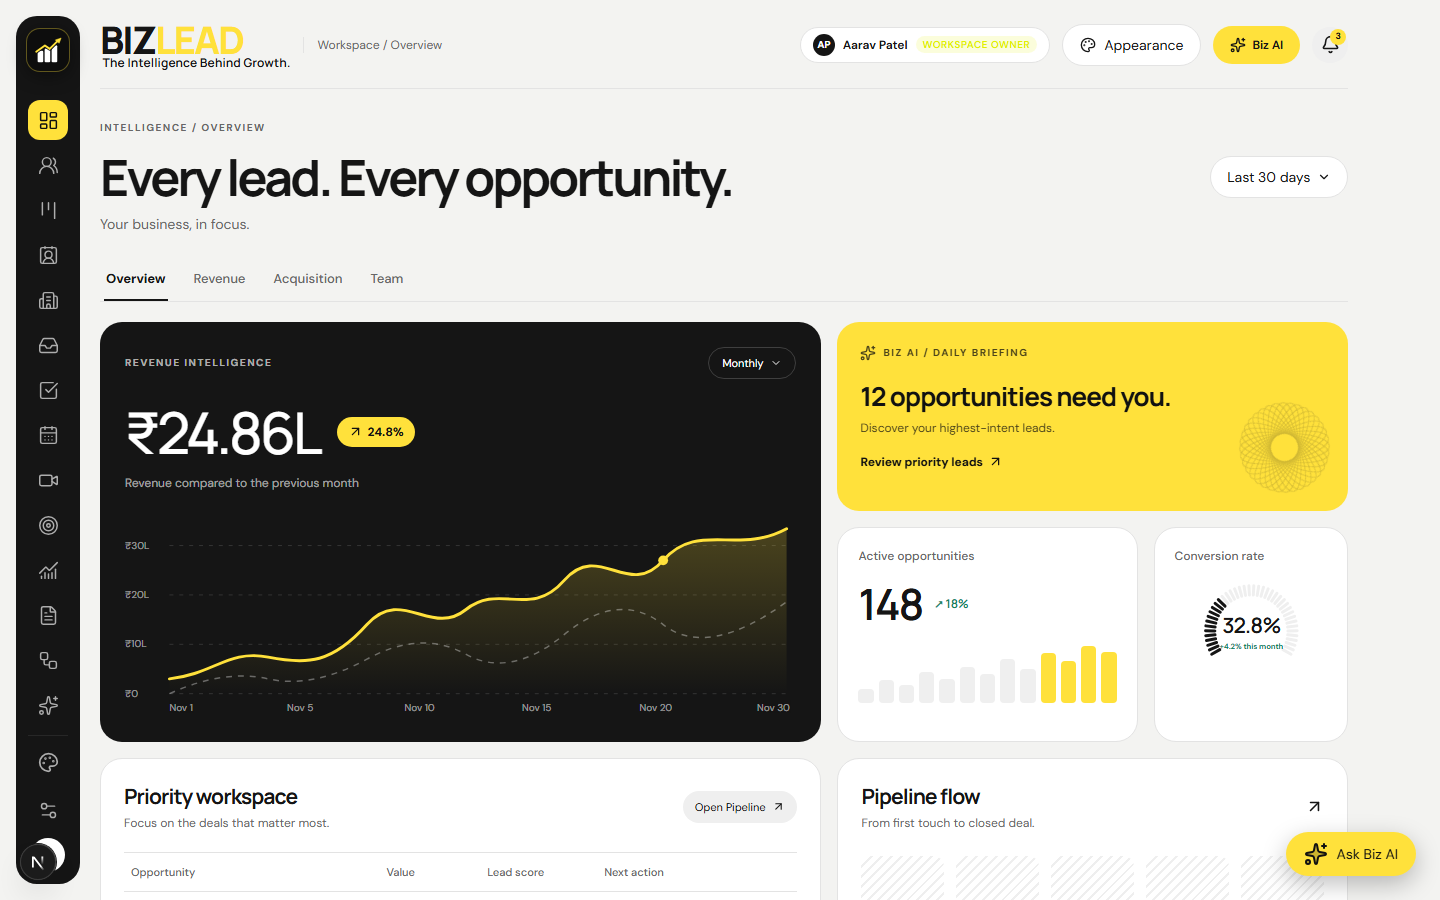 BIZLEAD
The Intelligence Behind Growth.
Workspace / Overview
AP
Aarav Patel
WORKSPACE OWNER
Appearance
Biz AI
3
INTELLIGENCE / OVERVIEW
Every lead. Every opportunity.
Your business, in focus.
Last 30 days
Overview
Revenue
Acquisition
Team
REVENUE INTELLIGENCE
Monthly
₹24.86L
24.8%
Revenue compared to the previous month
₹30L
₹20L
₹10L
₹0
Nov 1
Nov 5
Nov 10
Nov 15
Nov 20
Nov 30
BIZ AI / DAILY BRIEFING
12 opportunities need you.
Discover your highest-intent leads.
Review priority leads
Active opportunities
148
↗ 18%
Conversion rate
32.8%
+4.2% this month
Priority workspace
Focus on the deals that matter most.
Open Pipeline
Opportunity
Value
Lead score
Next action
Pipeline flow
From first touch to closed deal.
Ask Biz AI
N